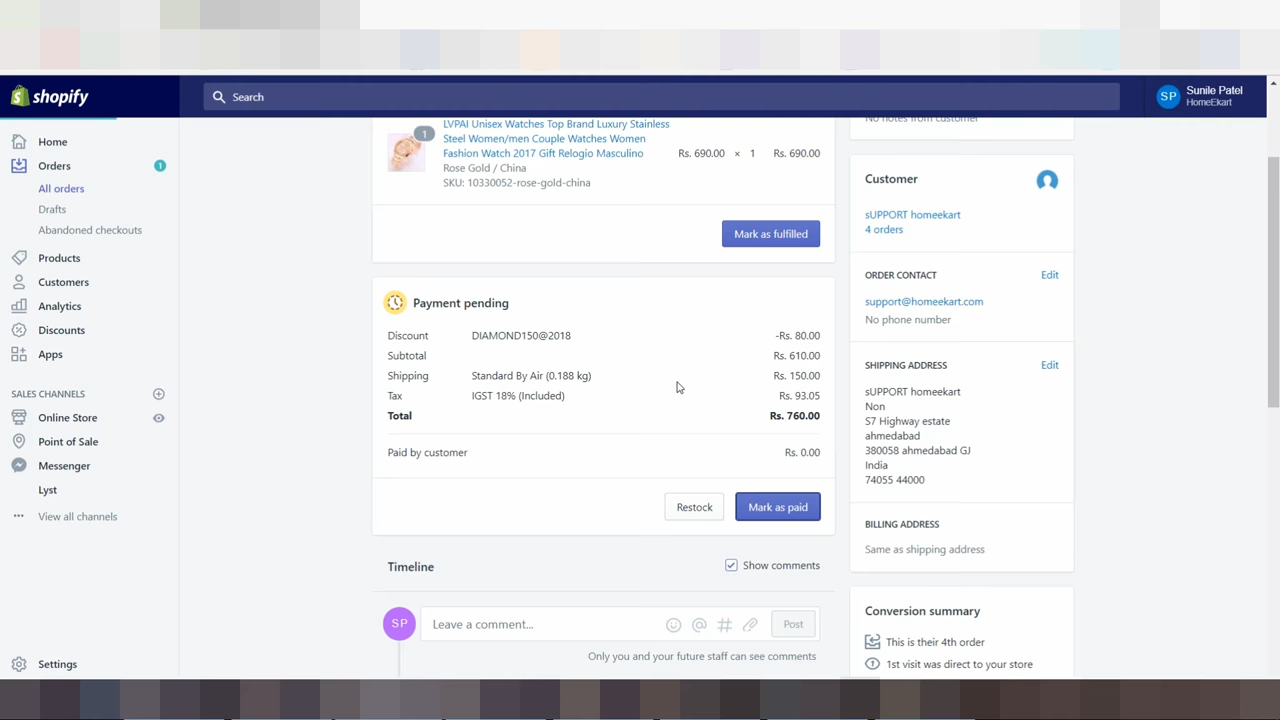 shopify
Search
SP
Sunile Patel
HomeEkart
Home
Orders
1
All orders
Drafts
Abandoned checkouts
Products
Customers
Analytics
Discounts
Apps
SALES CHANNELS
Online Store
Point of Sale
Messenger
Lyst
View all channels
Settings
1
LVPAI Unisex Watches Top Brand Luxury Stainless
Steel Women/men Couple Watches Women
Fashion Watch 2017 Gift Relogio Masculino
Rs. 690.00 × 1 Rs. 690.00
Rose Gold / China
SKU: 10330052-rose-gold-china
Mark as fulfilled
Payment pending
Discount DIAMOND150@2018 -Rs. 80.00
Subtotal Rs. 610.00
Shipping Standard By Air (0.188 kg) Rs. 150.00
Tax IGST 18% (Included) Rs. 93.05
Total Rs. 760.00
Paid by customer Rs. 0.00
Restock Mark as paid
Timeline Show comments
SP Leave a comment... Post
Only you and your future staff can see comments
No notes from customer
Customer
sUPPORT homeekart
4 orders
ORDER CONTACT Edit
support@homeekart.com
No phone number
SHIPPING ADDRESS Edit
sUPPORT homeekart
Non
S7 Highway estate
ahmedabad
380058 ahmedabad GJ
India
74055 44000
BILLING ADDRESS
Same as shipping address
Conversion summary
This is their 4th order
1st visit was direct to your store